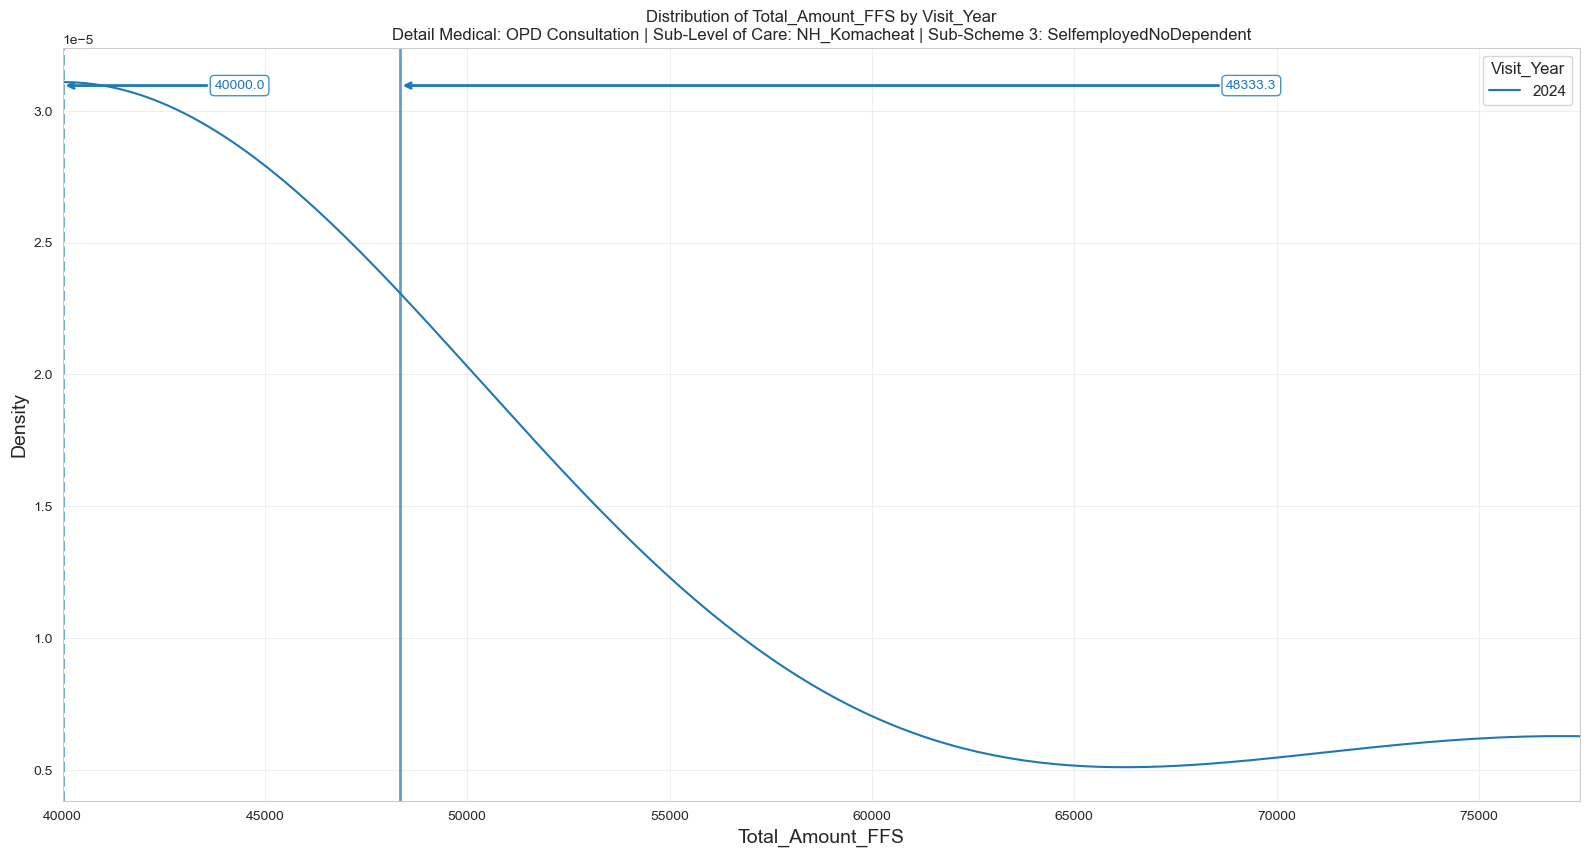 Distribution of Total_Amount_FFS by Visit_Year
Detail Medical: OPD Consultation | Sub-Level of Care: NH_Komacheat | Sub-Scheme 3: SelfemployedNoDependent
1e−5
40000.0
48333.3
Visit_Year
2024
3.0
2.5
2.0
1.5
1.0
0.5
Density
40000
45000
50000
55000
60000
65000
70000
75000
Total_Amount_FFS